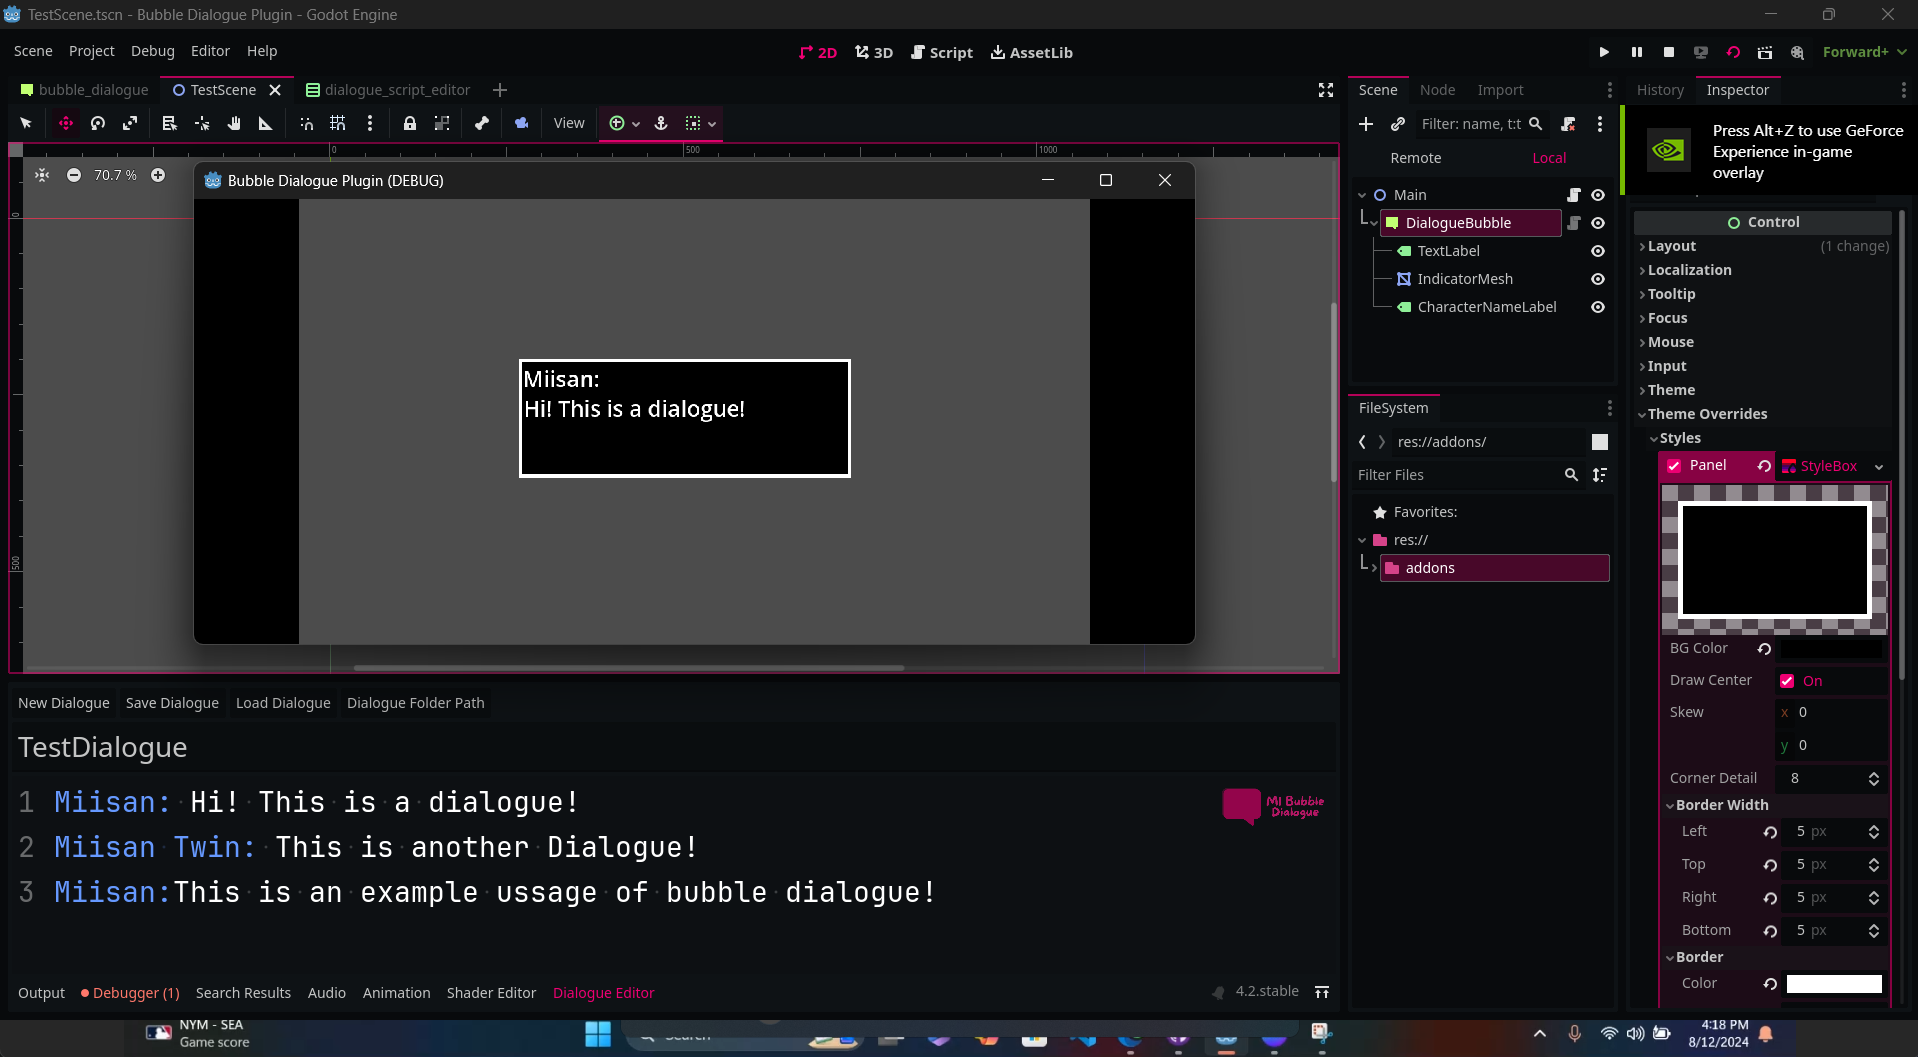 TestScene.tscn - Bubble Dialogue Plugin - Godot Engine
Scene Project Debug Editor Help
2D 3D Script AssetLib
Forward+
bubble_dialogue TestScene dialogue_script_editor
View
0 500 1000
70.7 %
0
500
Bubble Dialogue Plugin (DEBUG)
Miisan:
Hi! This is a dialogue!
Scene Node Import
Filter: name, t:t
Remote Local
Main
DialogueBubble
TextLabel
IndicatorMesh
CharacterNameLabel
FileSystem
res://addons/
Filter Files
Favorites:
res://
addons
History Inspector
Press Alt+Z to use GeForce
Experience in-game
overlay
Control
Layout (1 change)
Localization
Tooltip
Focus
Mouse
Input
Theme
Theme Overrides
Styles
Panel StyleBox
BG Color
Draw Center On
Skew x 0
y 0
Corner Detail 8
Border Width
Left 5 px
Top 5 px
Right 5 px
Bottom 5 px
Border
Color
New Dialogue Save Dialogue Load Dialogue Dialogue Folder Path
TestDialogue
1 Miisan: Hi! This is a dialogue!
2 Miisan Twin: This is another Dialogue!
3 Miisan:This is an example ussage of bubble dialogue!
MI Bubble
Dialogue
Output Debugger (1) Search Results Audio Animation Shader Editor Dialogue Editor
4.2.stable
NYM - SEA
Game score
Search
4:18 PM
8/12/2024